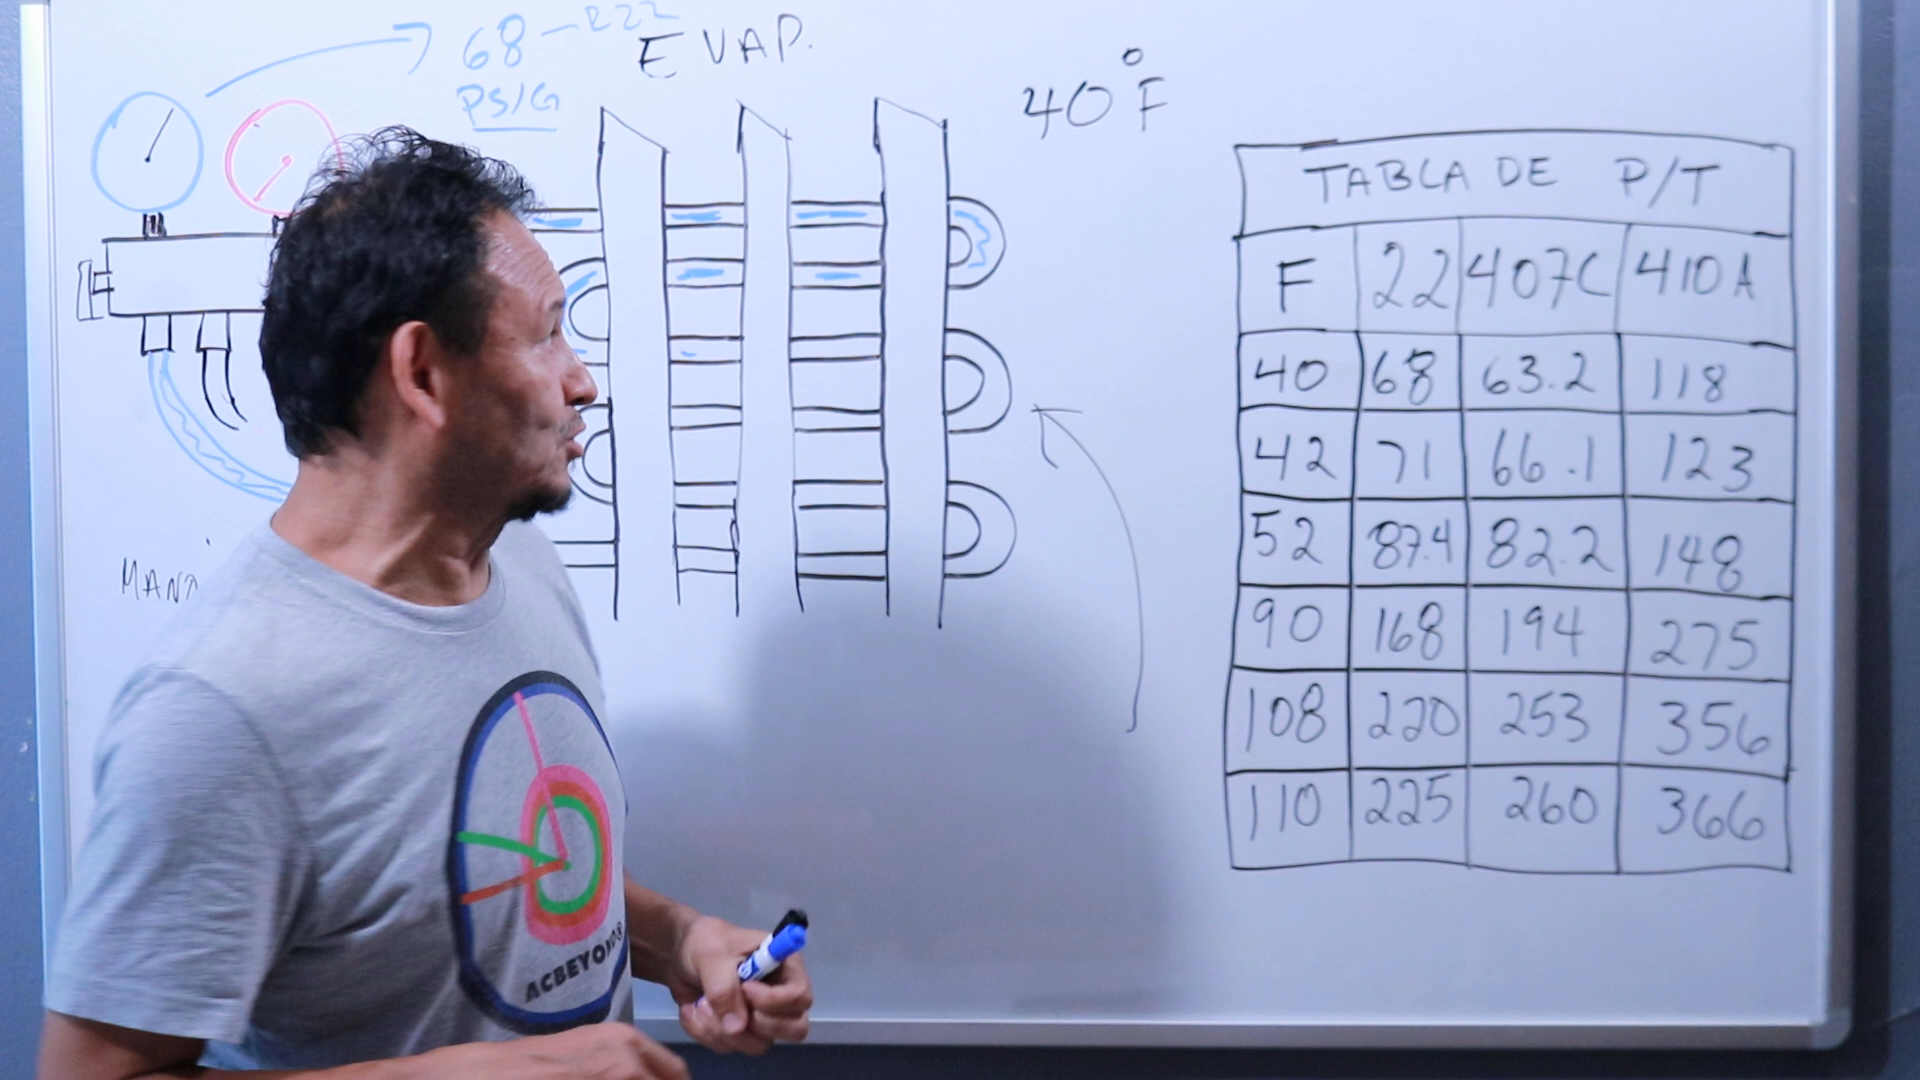 68 - R22
PSIG
EVAP.
40°F
TABLA DE P/T
F 22 407C 410A
40 68 63.2 118
42 71 66.1 123
52 87.4 82.2 148
90 168 194 275
108 220 253 356
110 225 260 366
ACBEYOND